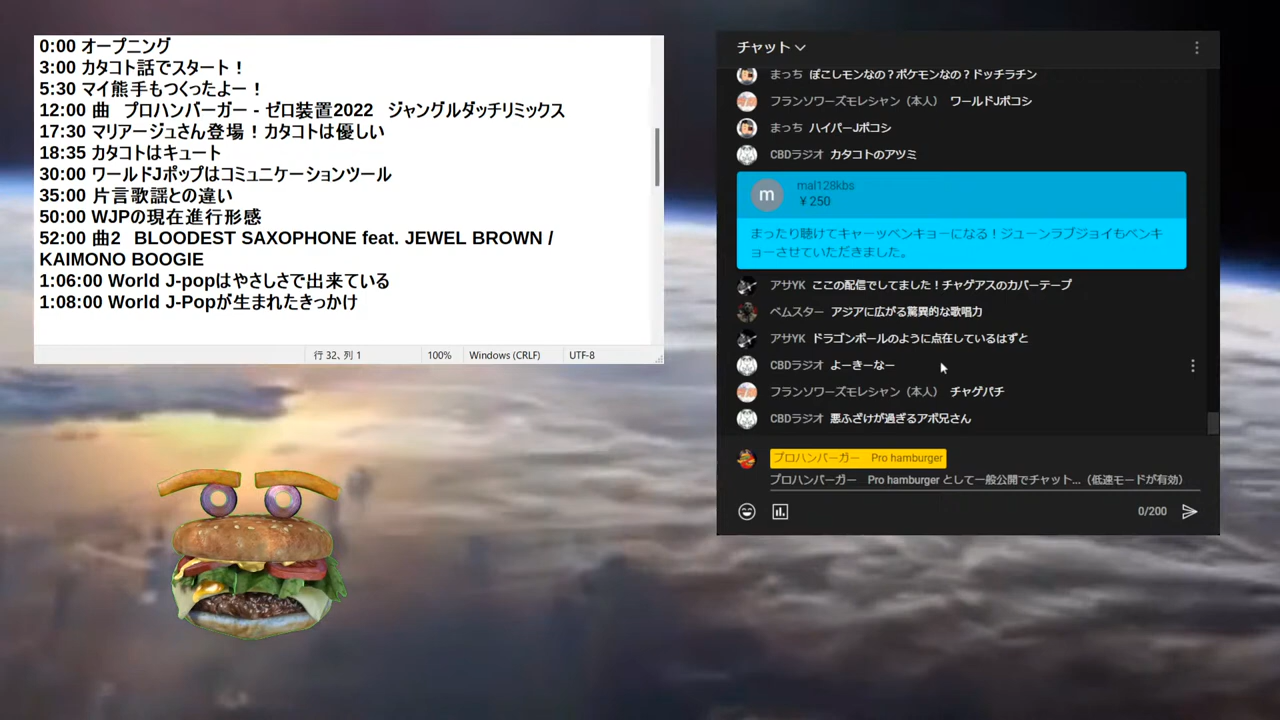 0:00 オープニング
3:00 カタコト話でスタート！
5:30 マイ熊手もつくったよー！
12:00 曲　プロハンバーガー - ゼロ装置2022　ジャングルダッチリミックス
17:30 マリアージュさん登場！カタコトは優しい
18:35 カタコトはキュート
30:00 ワールドJポップはコミュニケーションツール
35:00 片言歌謡との違い
50:00 WJPの現在進行形感
52:00 曲2　BLOODEST SAXOPHONE feat. JEWEL BROWN /
KAIMONO BOOGIE
1:06:00 World J-popはやさしさで出来ている
1:08:00 World J-Popが生まれたきっかけ
行 32、列 1　100%　Windows (CRLF)　UTF-8
チャット
まっち ぽこしモンなの？ポケモンなの？ドッチラチン
フランソワーズモレシャン（本人） ワールドJポコシ
まっち ハイパーJポコシ
CBDラジオ カタコトのアツミ
m mal128kbs
￥250
まったり聴けてキャーッベンキョーになる！ジューンラブジョイもベンキ
ョーさせていただきました。
アサYK ここの配信でしてました！チャゲアスのカバーテープ
ベムスター アジアに広がる驚異的な歌唱力
アサYK ドラゴンボールのように点在しているはずと
CBDラジオ よーきーなー
フランソワーズモレシャン（本人） チャゲパチ
CBDラジオ 悪ふざけが過ぎるアポ兄さん
プロハンバーガー　Pro hamburger
プロハンバーガー　Pro hamburger として一般公開でチャット...（低速モードが有効）
0/200